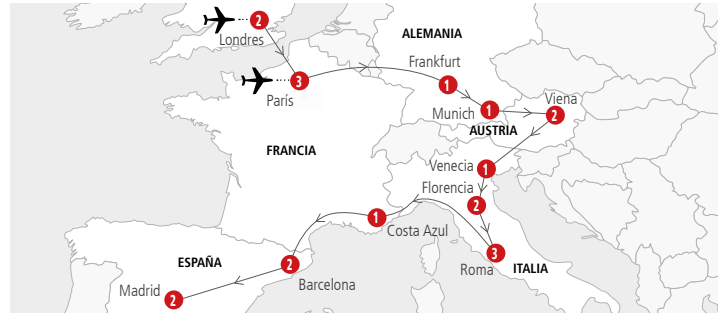 2
Londres
ALEMANIA
Frankfurt
3
París
1
Munich
1
Viena
2
AUSTRIA
FRANCIA
Venecia
1
Florencia
2
1
Costa Azul
3
Roma
ITALIA
ESPAÑA
2
Barcelona
Madrid
2